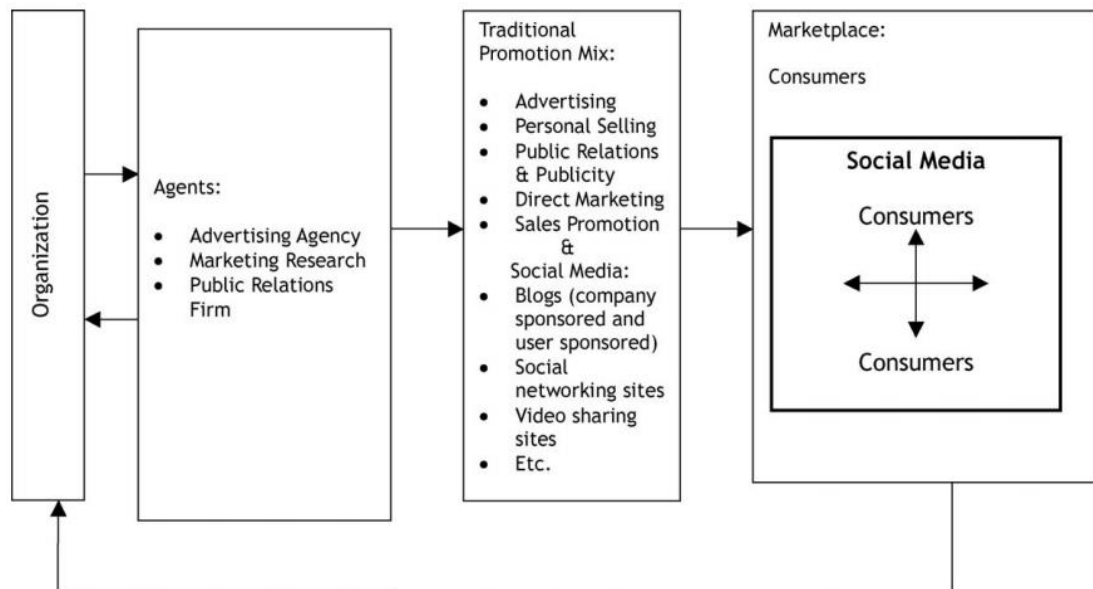 Organization
Agents:
• Advertising Agency
• Marketing Research
• Public Relations
Firm
Traditional
Promotion Mix:
• Advertising
• Personal Selling
• Public Relations
& Publicity
• Direct Marketing
• Sales Promotion
&
Social Media:
• Blogs (company
sponsored and
user sponsored)
• Social
networking sites
• Video sharing
sites
• Etc.
Marketplace:
Consumers
Social Media
Consumers
Consumers